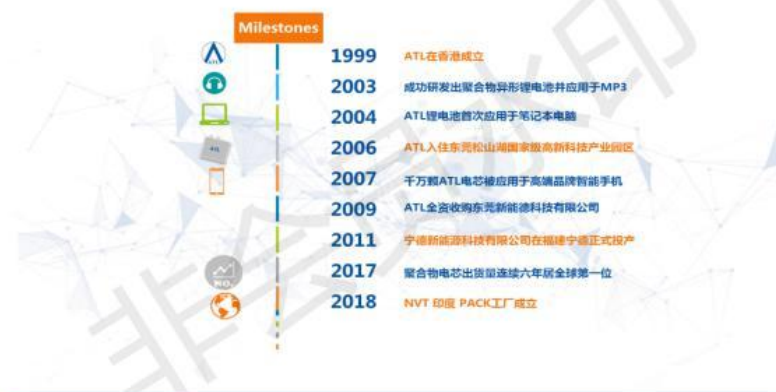 Milestones
1999 ATL在香港成立
2003 成功研发出聚合物异形锂电池并应用于MP3
2004 ATL锂电池首次应用于笔记本电脑
2006 ATL入住东莞松山湖国家级高新科技产业园区
2007 千万颗ATL电芯被应用于高端品牌智能手机
2009 ATL全资收购东莞新能德科技有限公司
2011 宁德新能源科技有限公司在福建宁德正式投产
2017 聚合物电芯出货量连续六年居全球第一位
2018 NVT 印度 PACK工厂成立
ATL
ATL
NO.
非会员水印